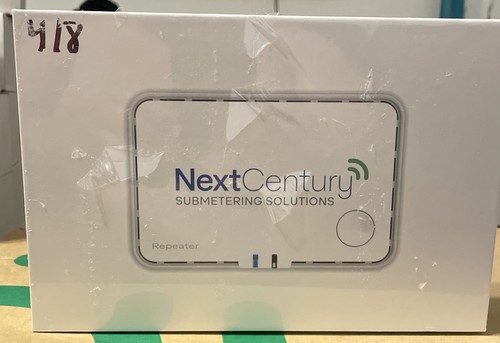 418
NextCentury
SUBMETERING SOLUTIONS
Repeater